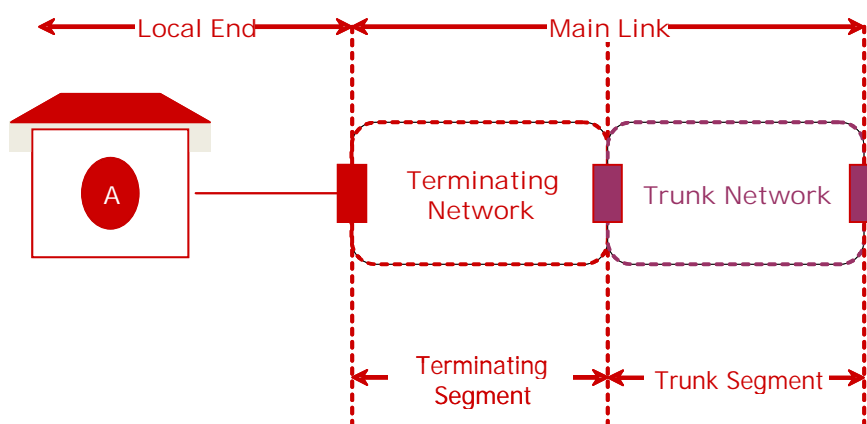 Local End
Main Link
A
Terminating
Network
Trunk Network
Terminating
Segment
Trunk Segment